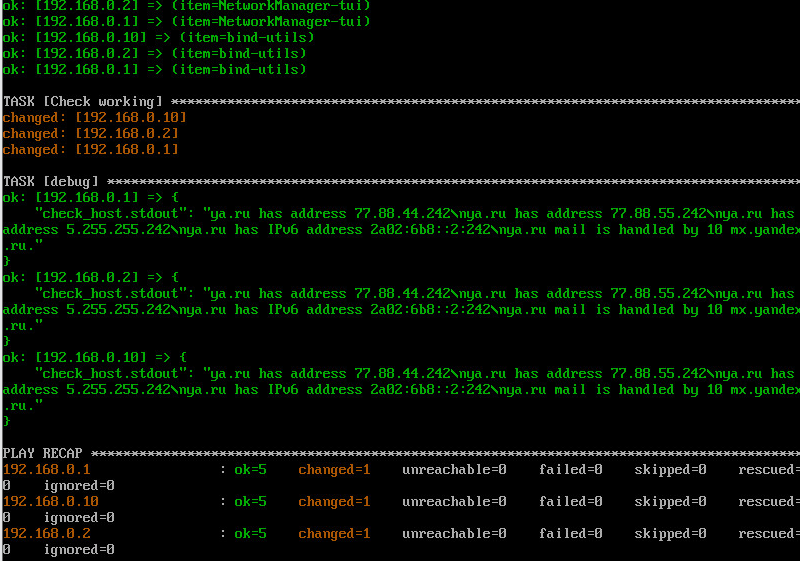 ok: [192.168.0.2] => (item=NetworkManager-tui)
ok: [192.168.0.1] => (item=NetworkManager-tui)
ok: [192.168.0.10] => (item=bind-utils)
ok: [192.168.0.2] => (item=bind-utils)
ok: [192.168.0.1] => (item=bind-utils)
TASK [Check working] *******************************************************************************
changed: [192.168.0.10]
changed: [192.168.0.2]
changed: [192.168.0.1]
TASK [debug] ***************************************************************************************
ok: [192.168.0.1] => {
    "check_host.stdout": "ya.ru has address 77.88.44.242\nya.ru has address 77.88.55.242\nya.ru has
address 5.255.255.242\nya.ru has IPv6 address 2a02:6b8::2:242\nya.ru mail is handled by 10 mx.yandex
.ru."
}
ok: [192.168.0.2] => {
    "check_host.stdout": "ya.ru has address 77.88.44.242\nya.ru has address 77.88.55.242\nya.ru has
address 5.255.255.242\nya.ru has IPv6 address 2a02:6b8::2:242\nya.ru mail is handled by 10 mx.yandex
.ru."
}
ok: [192.168.0.10] => {
    "check_host.stdout": "ya.ru has address 77.88.44.242\nya.ru has address 77.88.55.242\nya.ru has
address 5.255.255.242\nya.ru has IPv6 address 2a02:6b8::2:242\nya.ru mail is handled by 10 mx.yandex
.ru."
}
PLAY RECAP *****************************************************************************************
192.168.0.1                : ok=5    changed=1    unreachable=0    failed=0    skipped=0    rescued=
0    ignored=0
192.168.0.10               : ok=5    changed=1    unreachable=0    failed=0    skipped=0    rescued=
0    ignored=0
192.168.0.2                : ok=5    changed=1    unreachable=0    failed=0    skipped=0    rescued=
0    ignored=0